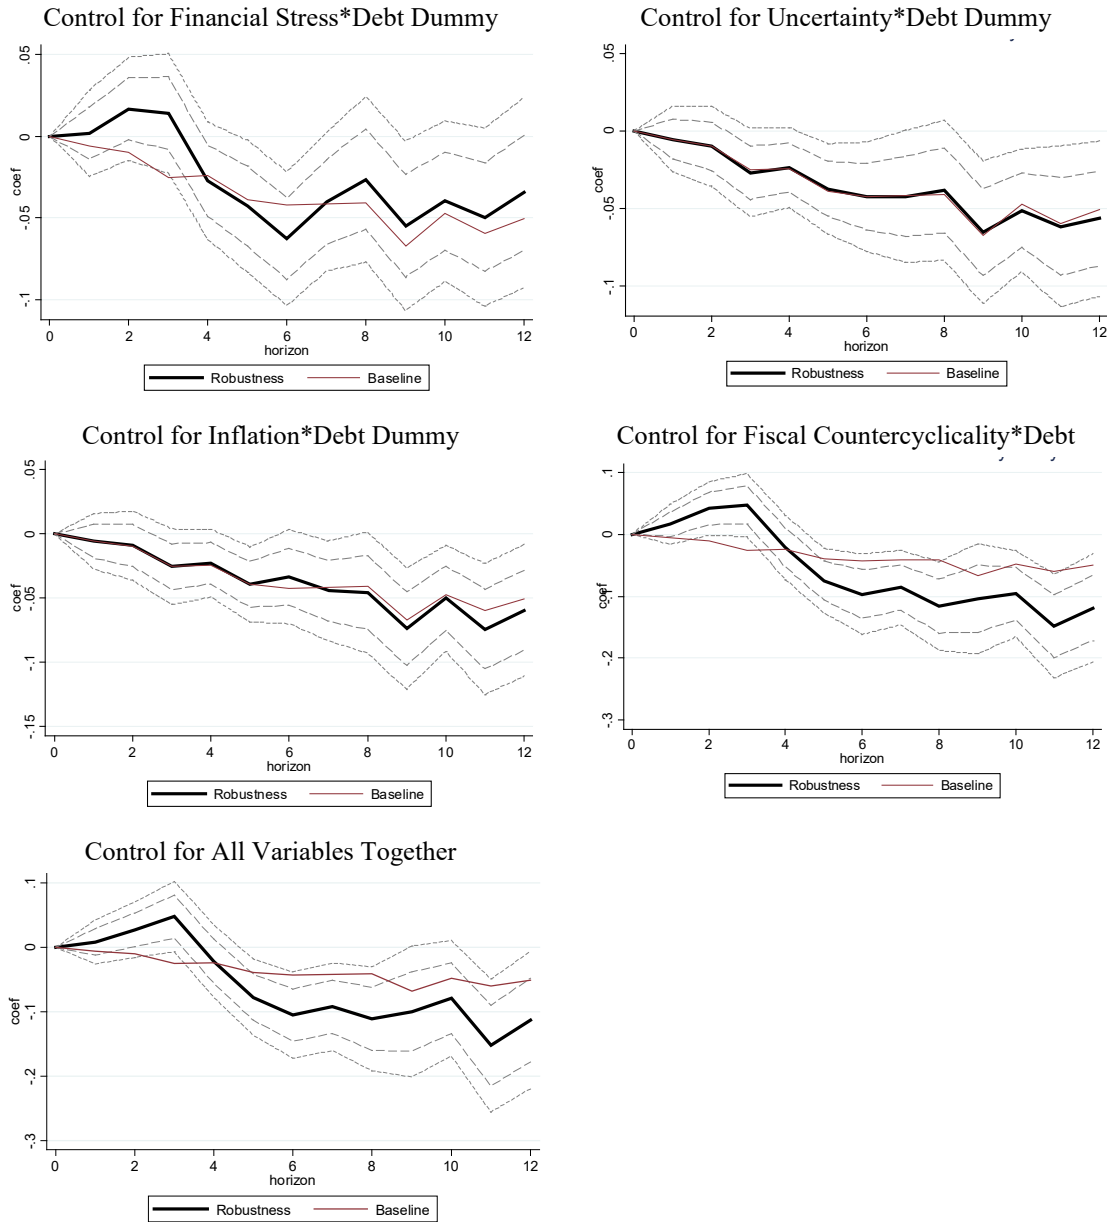 Control for Financial Stress*Debt Dummy
.05
0
-.05
-.1
coef
0 2 4 6 8 10 12
horizon
Robustness Baseline
Control for Uncertainty*Debt Dummy
.05
0
-.05
-.1
coef
0 2 4 6 8 10 12
horizon
Robustness Baseline
Control for Inflation*Debt Dummy
.05
0
-.05
-.1
-.15
coef
0 2 4 6 8 10 12
horizon
Robustness Baseline
Control for Fiscal Countercyclicality*Debt
.1
0
-.1
-.2
-.3
coef
0 2 4 6 8 10 12
horizon
Robustness Baseline
Control for All Variables Together
.1
0
-.1
-.2
-.3
coef
0 2 4 6 8 10 12
horizon
Robustness Baseline